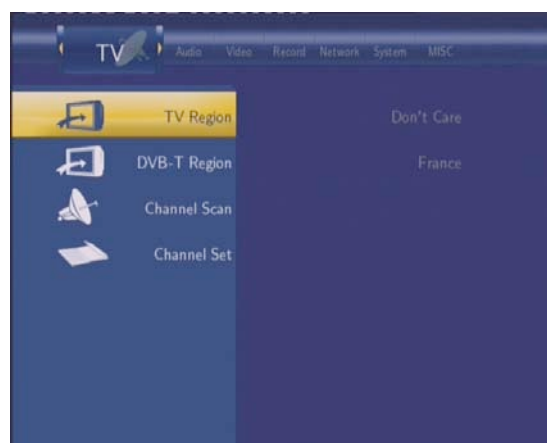 TV Audio Video Record Network System MISC
TV Region Don't Care
DVB-T Region France
Channel Scan
Channel Set